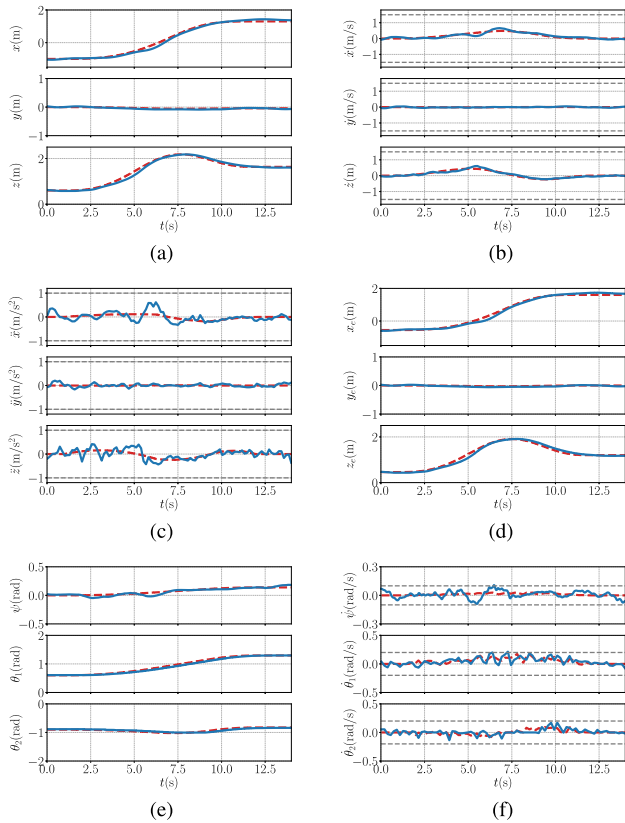 x(m)
0
y(m)
1
0
−1
z(m)
2
0
0.0 2.5 5.0 7.5 10.0 12.5
t(s)
(a)
ẋ(m/s)
1
0
−1
ẏ(m/s)
1
0
−1
ż(m/s)
1
0
−1
0.0 2.5 5.0 7.5 10.0 12.5
t(s)
(b)
ẍ(m/s²)
1
0
−1
ÿ(m/s²)
1
0
−1
z̈(m/s²)
1
0
−1
0.0 2.5 5.0 7.5 10.0 12.5
t(s)
(c)
xₑ(m)
2
0
yₑ(m)
1
0
−1
zₑ(m)
2
0
0.0 2.5 5.0 7.5 10.0 12.5
t(s)
(d)
ψ(rad)
0.5
0.0
−0.5
θ₁(rad)
2
1
0
θ₂(rad)
0
−1
−2
0.0 2.5 5.0 7.5 10.0 12.5
t(s)
(e)
ψ̇(rad/s)
0.3
0.0
−0.3
θ̇₁(rad/s)
0.5
0.0
−0.5
θ̇₂(rad/s)
0.5
0.0
−0.5
0.0 2.5 5.0 7.5 10.0 12.5
t(s)
(f)